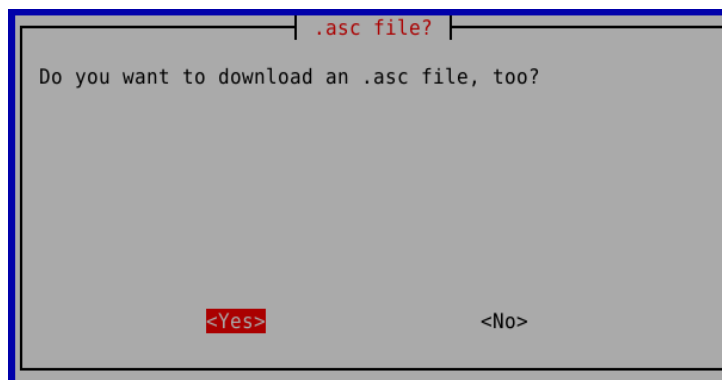 .asc file?
Do you want to download an .asc file, too?
<Yes> <No>